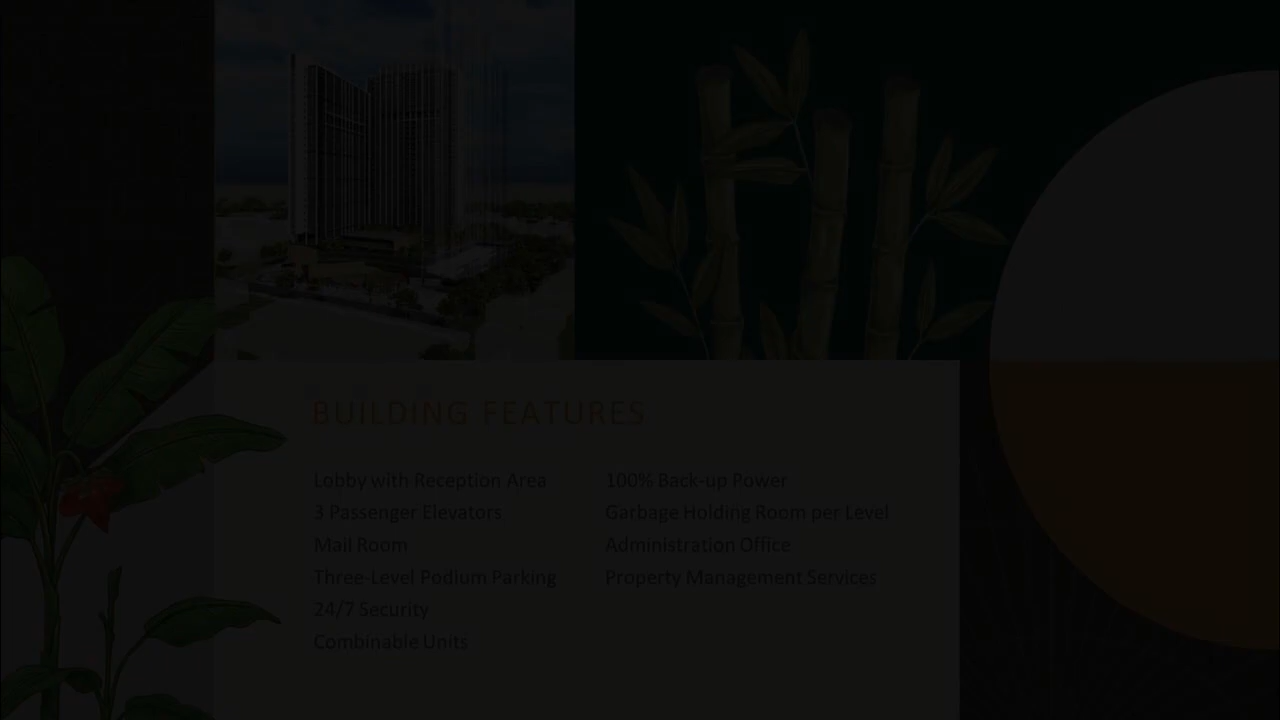 BUILDING FEATURES
Lobby with Reception Area
3 Passenger Elevators
Mail Room
Three-Level Podium Parking
24/7 Security
Combinable Units
100% Back-up Power
Garbage Holding Room per Level
Administration Office
Property Management Services